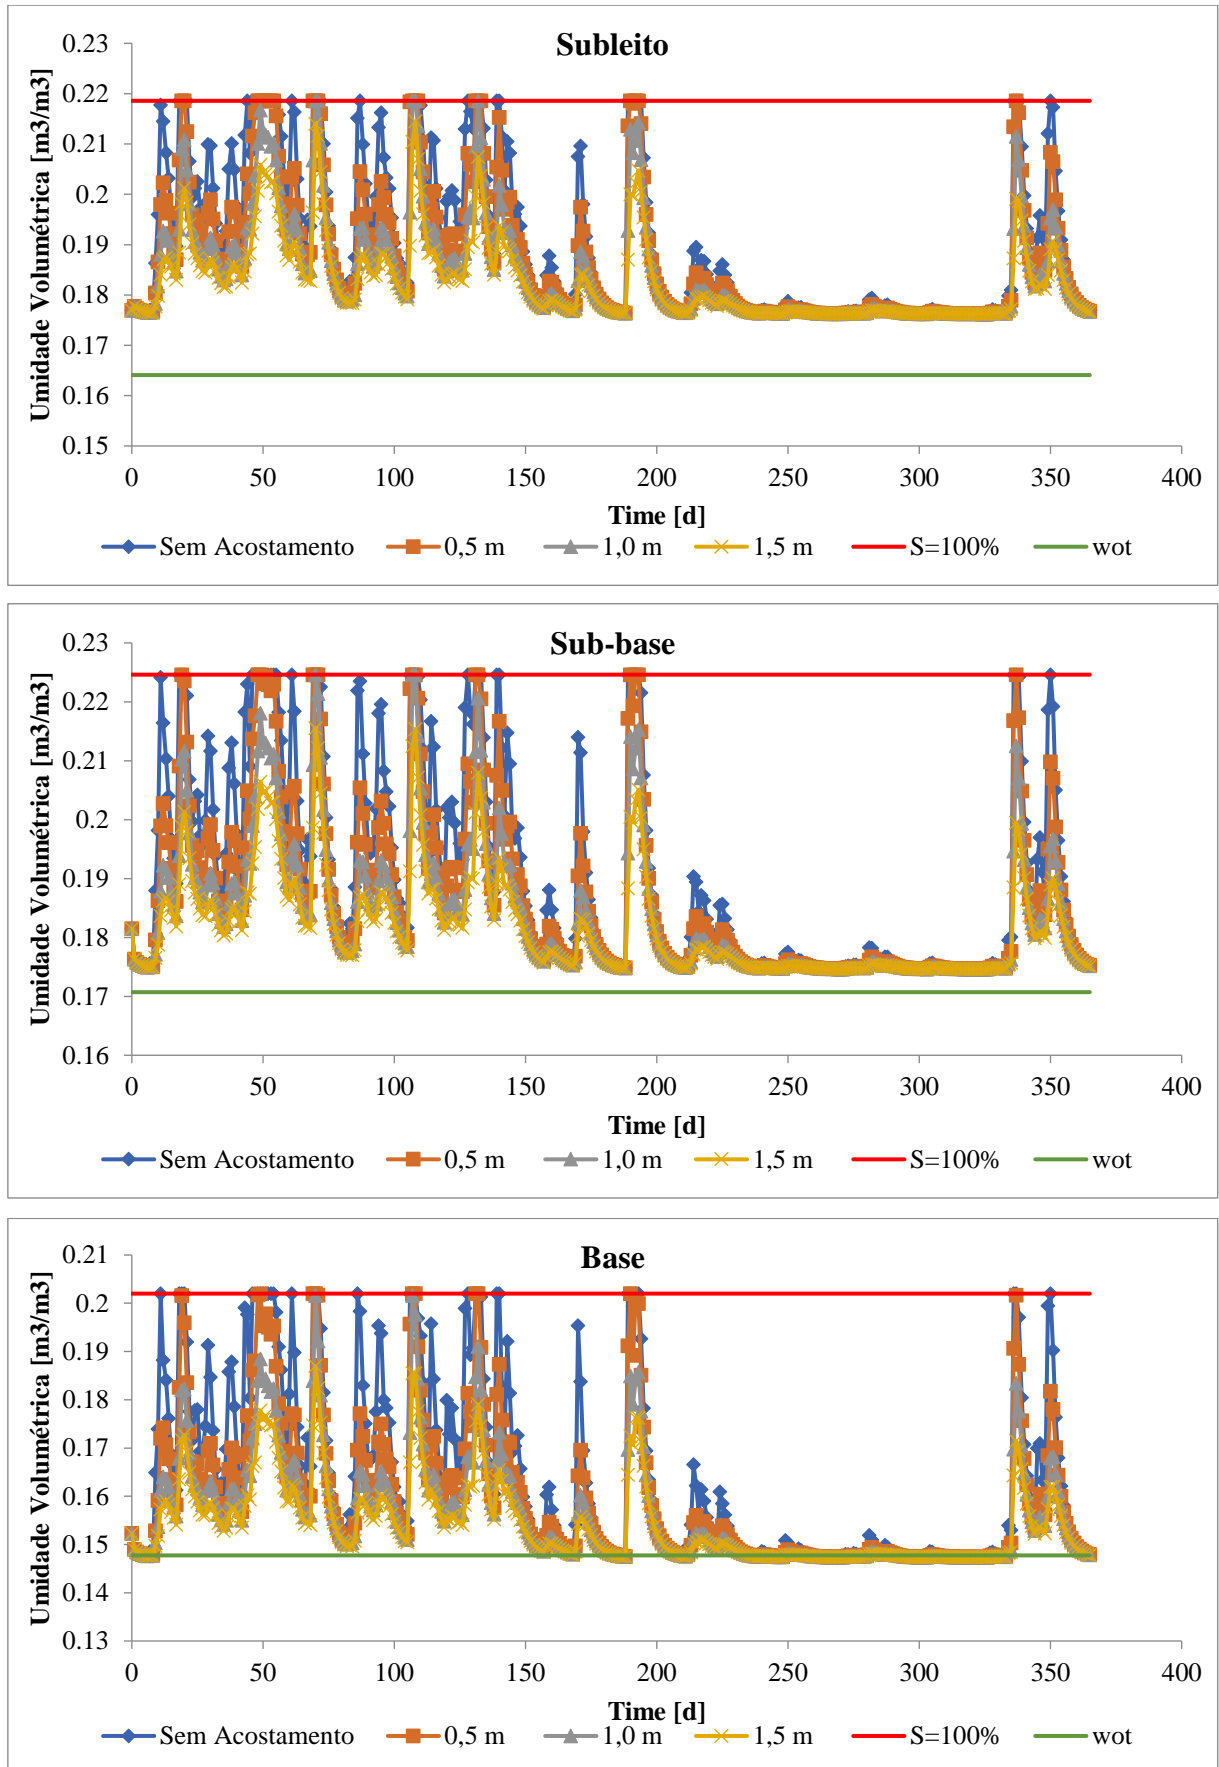 Subleito
Umidade Volumétrica [m3/m3]
0.23
0.22
0.21
0.2
0.19
0.18
0.17
0.16
0.15
0 50 100 150 200 250 300 350 400
Time [d]
Sem Acostamento 0,5 m 1,0 m 1,5 m S=100% wot
Sub-base
Umidade Volumétrica [m3/m3]
0.23
0.22
0.21
0.2
0.19
0.18
0.17
0.16
0 50 100 150 200 250 300 350 400
Time [d]
Sem Acostamento 0,5 m 1,0 m 1,5 m S=100% wot
Base
Umidade Volumétrica [m3/m3]
0.21
0.2
0.19
0.18
0.17
0.16
0.15
0.14
0.13
0 50 100 150 200 250 300 350 400
Time [d]
Sem Acostamento 0,5 m 1,0 m 1,5 m S=100% wot